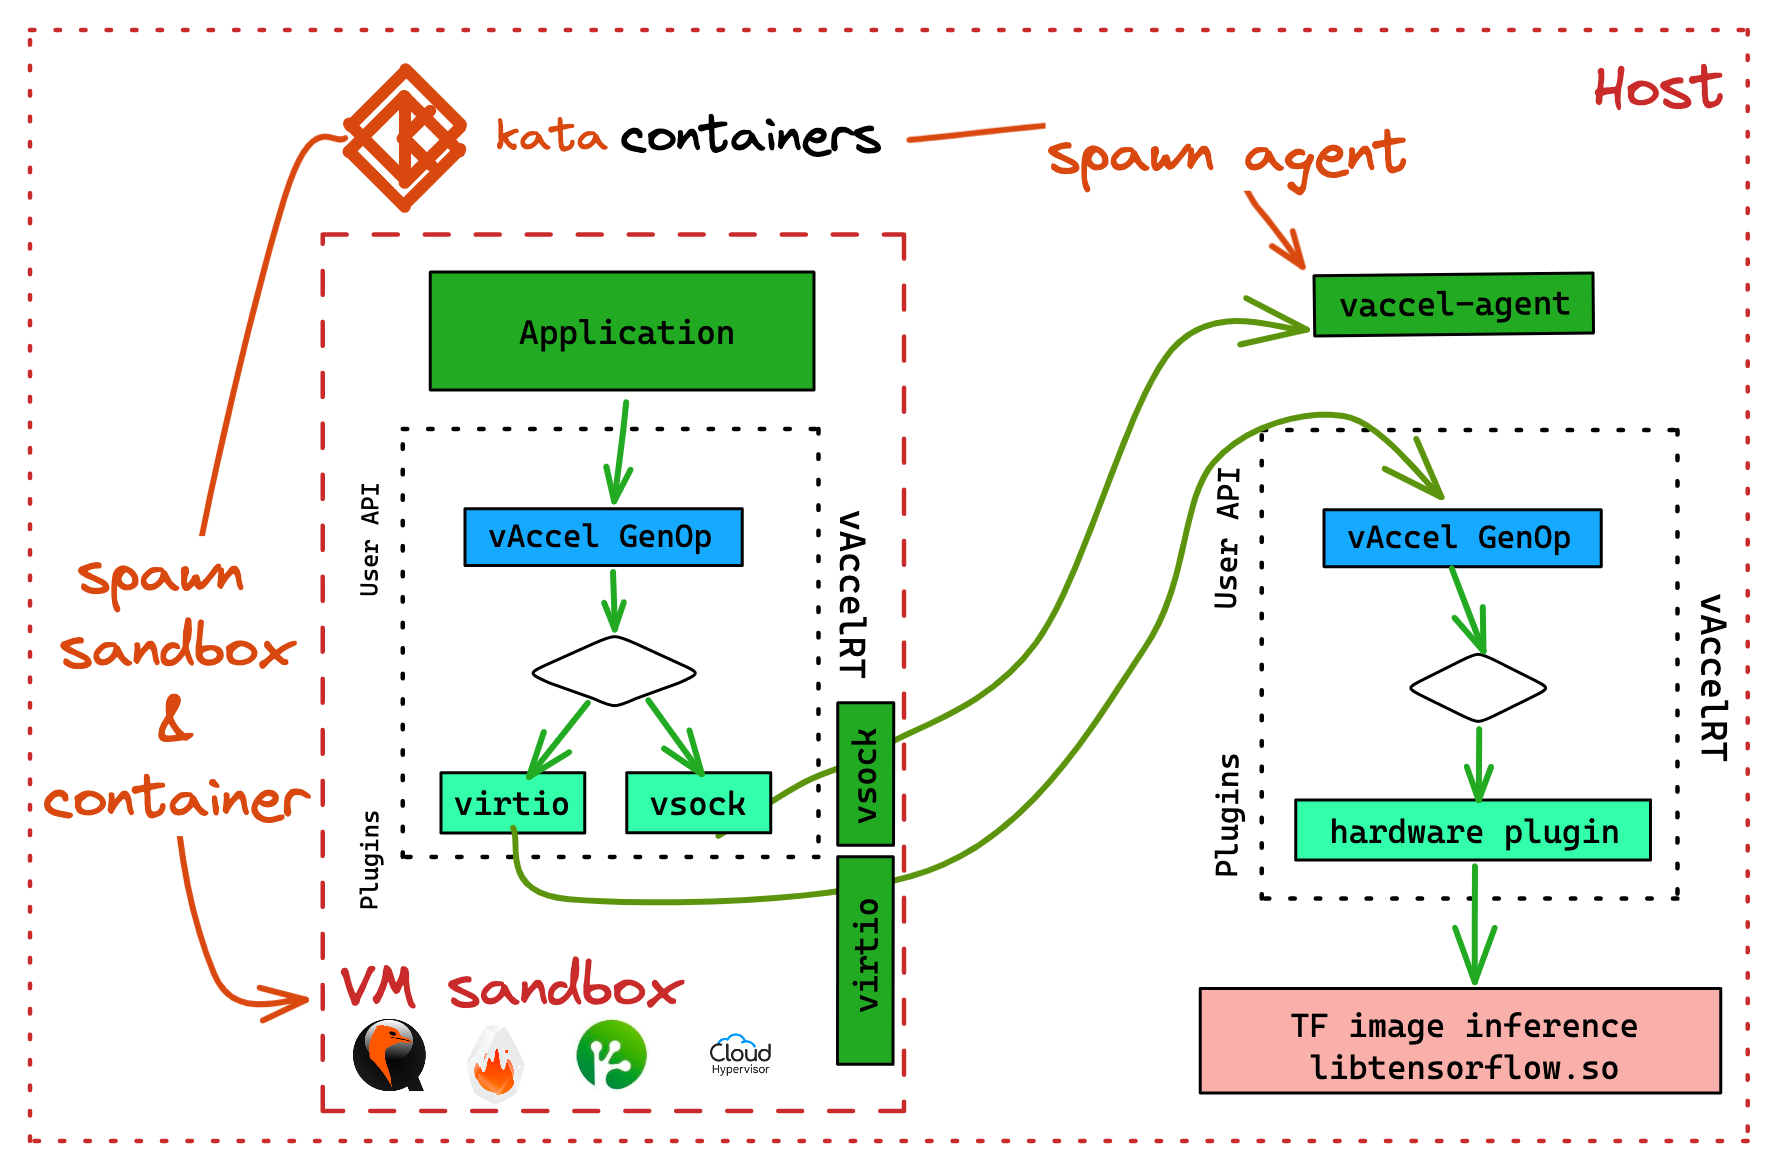 Host
kata containers
spawn agent
vaccel-agent
Application
User API
vAccel GenOp
vAccelRT
virtio
vsock
Plugins
vsock
virtio
spawn
sandbox
&
container
VM sandbox
Cloud
Hypervisor
User API
vAccel GenOp
vAccelRT
Plugins
hardware plugin
TF image inference
libtensorflow.so